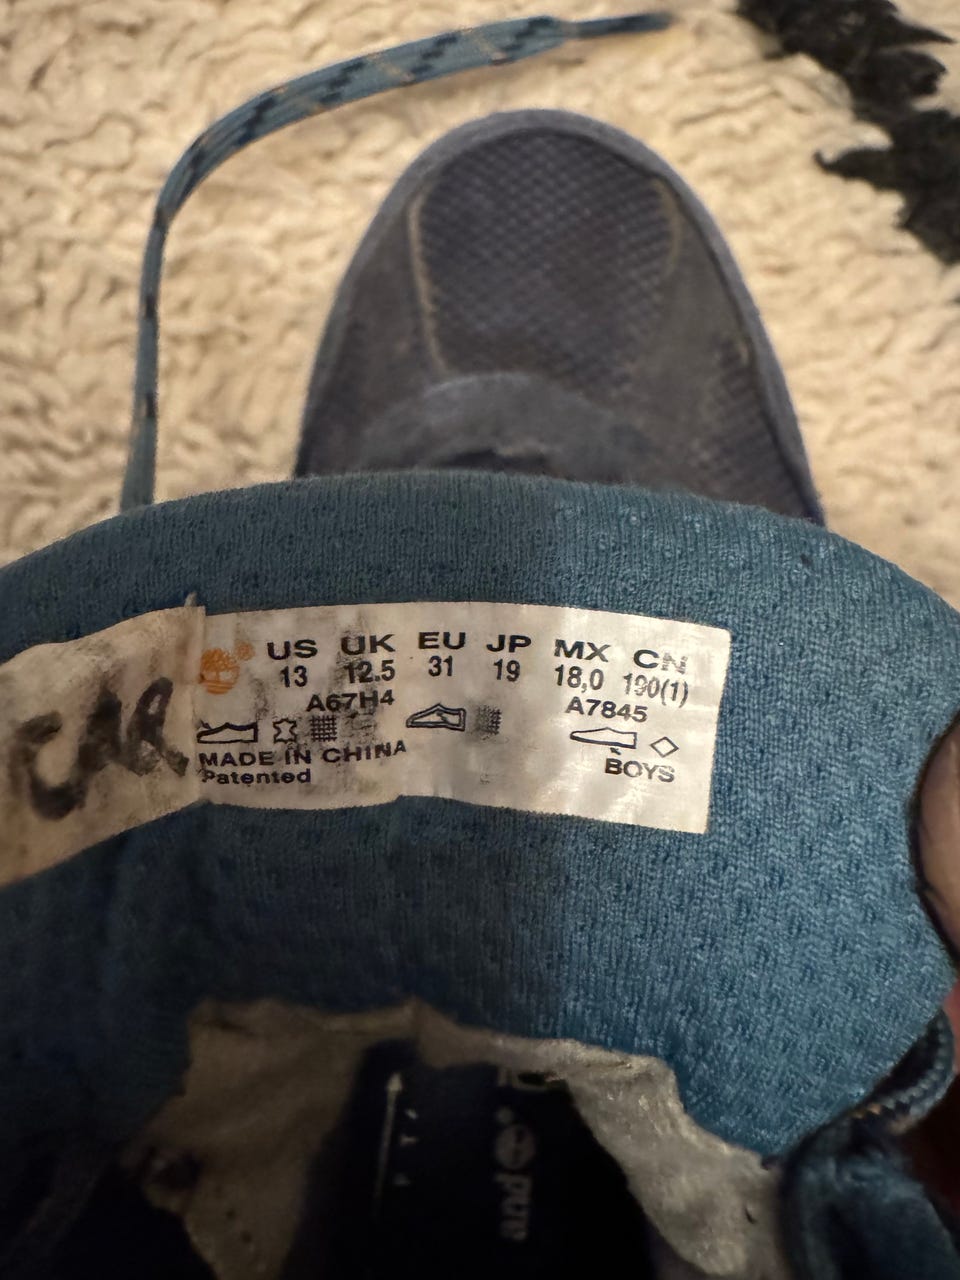 US UK EU JP MX CN
13 12.5 31 19 18,0 190(1)
A67H4 A7845
MADE IN CHINA
Patented BOYS